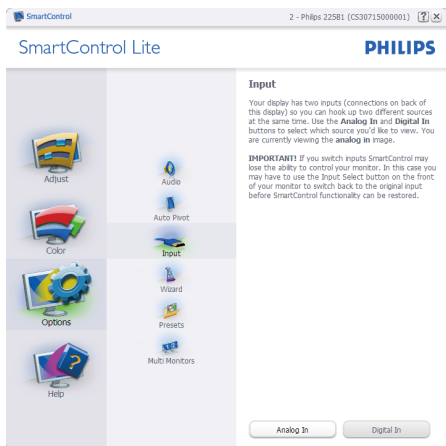 SmartControl
2 - Philips 225B1 (CS30715000001)
SmartControl Lite
PHILIPS
Adjust
Color
Options
Help
Audio
Auto Pivot
Input
Wizard
Presets
Multi Monitors
Input
Your display has two inputs (connections on back of
this display) so you can hook up two different sources
at the same time. Use the Analog In and Digital In
buttons to select which source you'd like to view. You
are currently viewing the analog in image.
IMPORTANT! If you switch inputs SmartControl may
lose the ability to control your monitor. In this case you
may have to use the Input Select button on the front
of your monitor to switch back to the original input
before SmartControl functionality can be restored.
Analog In
Digital In